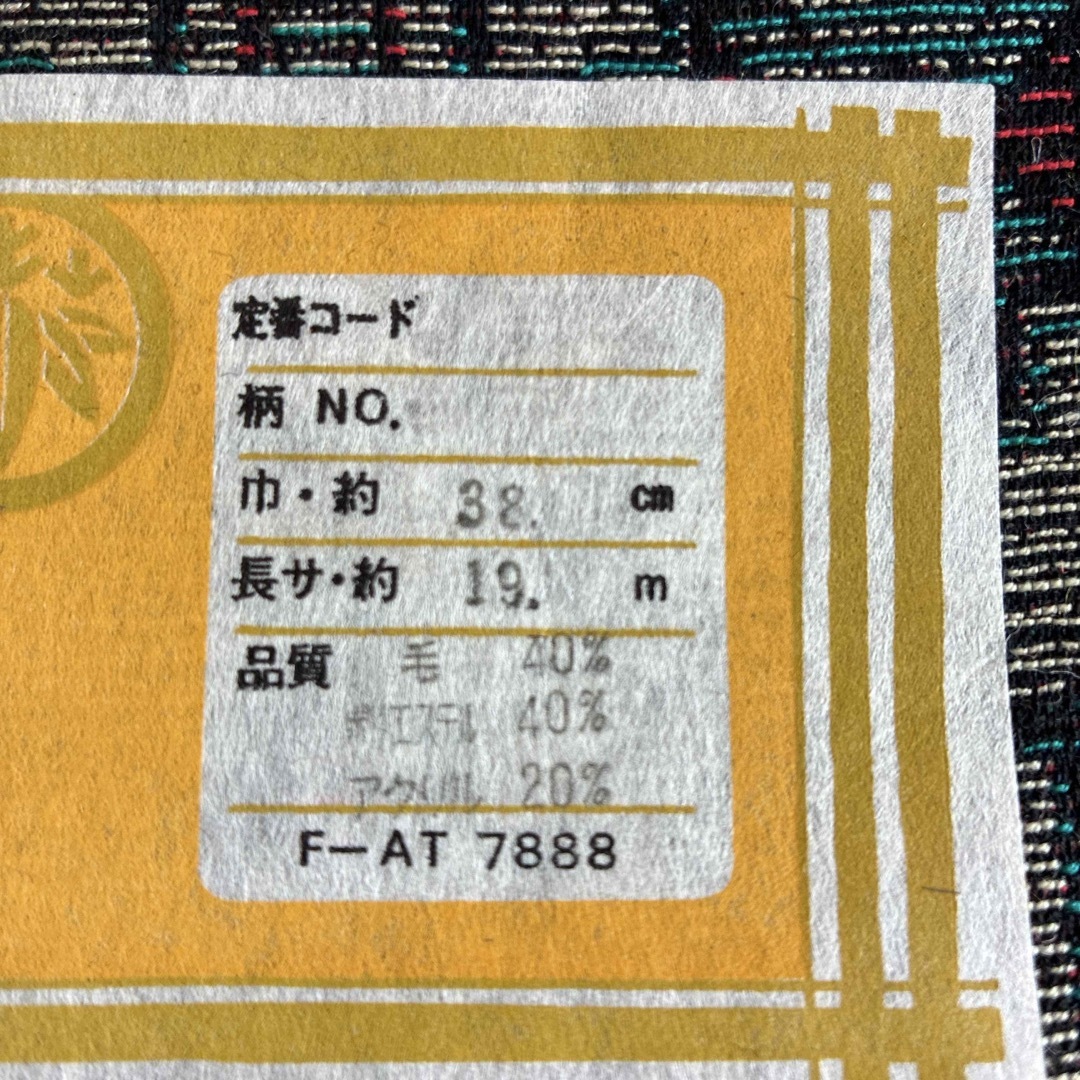 定番コード
柄 NO.
巾・約 38. cm
長サ・約 19. m
品質 毛 40%
ポリエステル 40%
アクリル 20%
F-AT 7888